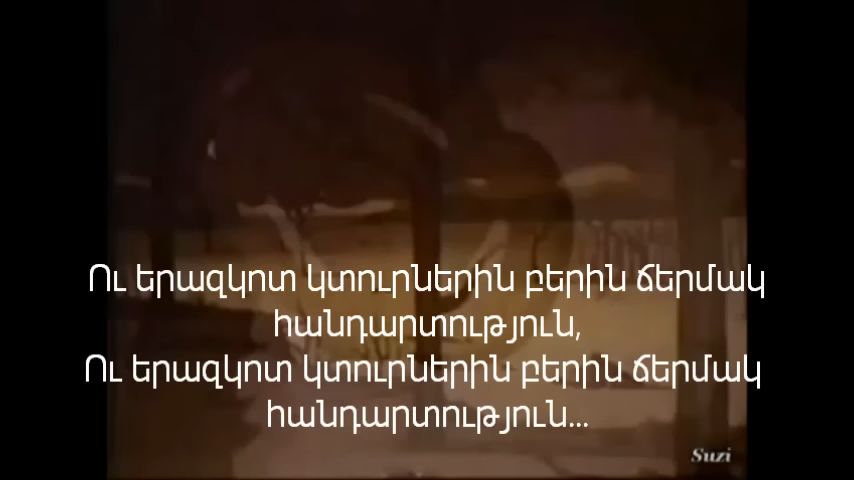 Ու երազկոտ կտուրներին բերին ճերմակ
հանդարտություն,
Ու երազկոտ կտուրներին բերին ճերմակ
հանդարտություն...
Suzi